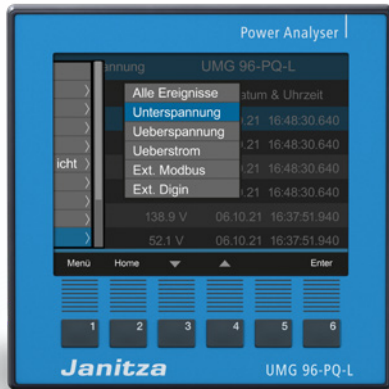 Power Analyser
nnung UMG 96-PQ-L
Alle Ereignisse
atum & Uhrzeit
Unterspannung
.21 16:48:30.640
Ueberspannung
.21 16:48:30.640
Ueberstrom
icht
Ext. Modbus
.21 16:48:30.640
Ext. Digin
.21 16:48:30.640
138.9 V 06.10.21 16:37:51.940
52.1 V 06.10.21 16:37:51.940
Menü Home Enter
1 2 3 4 5 6
Janitza UMG 96-PQ-L